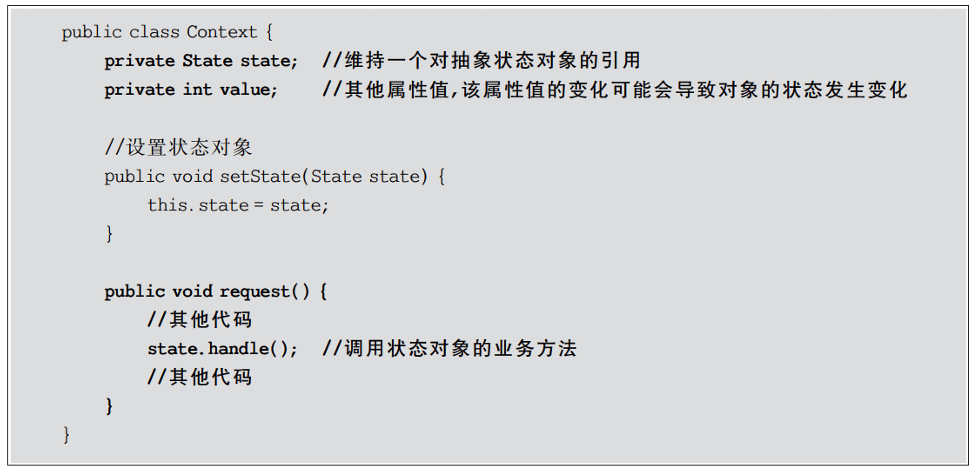 public class Context {
private State state; //维持一个对抽象状态对象的引用
private int value; //其他属性值,该属性值的变化可能会导致对象的状态发生变化
//设置状态对象
public void setState(State state) {
this.state = state;
}
public void request() {
//其他代码
state.handle(); //调用状态对象的业务方法
//其他代码
}
}